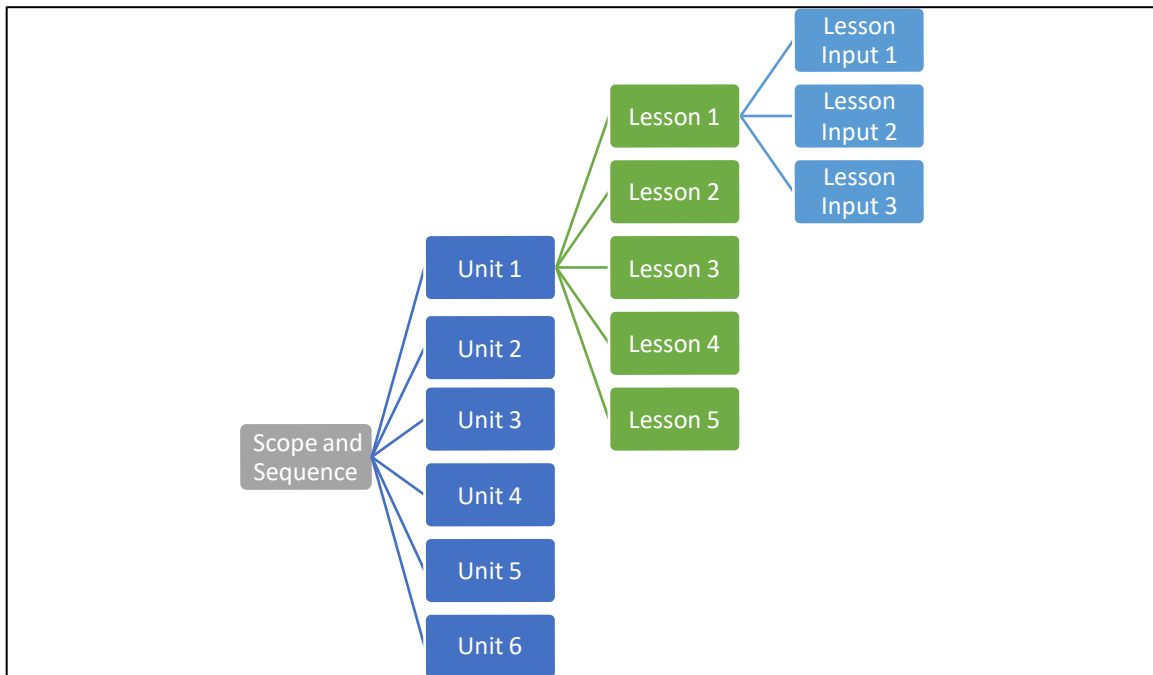 Scope and
Sequence
Unit 1
Unit 2
Unit 3
Unit 4
Unit 5
Unit 6
Lesson 1
Lesson 2
Lesson 3
Lesson 4
Lesson 5
Lesson
Input 1
Lesson
Input 2
Lesson
Input 3